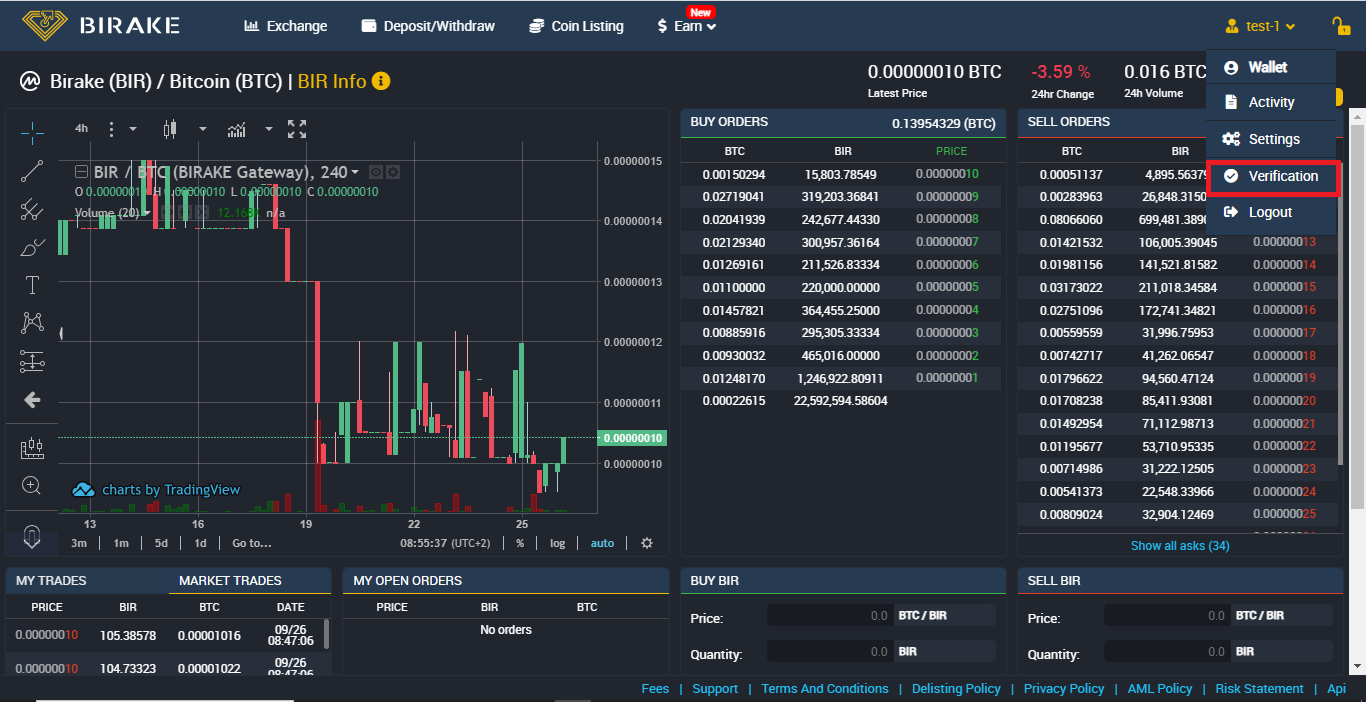 BIRAKE
Exchange
Deposit/Withdraw
Coin Listing
$ Earn
New
test-1
Birake (BIR) / Bitcoin (BTC) | BIR Info
0.00000010 BTC
Latest Price
-3.59 %
24hr Change
0.016 BTC
24h Volume
Wallet
Activity
Settings
Verification
Logout
4h
BIR / BTC (BIRAKE Gateway), 240
O 0.00000010 H 0.00000010 L 0.00000010 C 0.00000010
Volume (20)
n/a
0.00000015
0.00000014
0.00000013
0.00000012
0.00000011
0.00000010
0.00000010
charts by TradingView
13 16 19 22 25
3m 1m 5d 1d Go to...
08:55:37 (UTC+2) % log auto
BUY ORDERS 0.13954329 (BTC)
BTC BIR PRICE
0.00150294 15,803.78549 0.00000010
0.02719041 319,203.36841 0.00000009
0.02041939 242,677.44330 0.00000008
0.02129340 300,957.36164 0.00000007
0.01269161 211,526.83334 0.00000006
0.01100000 220,000.00000 0.00000005
0.01457821 364,455.25000 0.00000004
0.00885916 295,305.33334 0.00000003
0.00930032 465,016.00000 0.00000002
0.01248170 1,246,922.80911 0.00000001
0.00022615 22,592,594.58604
SELL ORDERS
BTC BIR
0.00051137 4,895.5637
0.00283963 26,848.3150
0.08066060 699,481.3890
0.01421532 106,005.39045 0.00000013
0.01981156 141,521.81582 0.00000014
0.03173022 211,018.34584 0.00000015
0.02751096 172,741.34821 0.00000016
0.00559559 31,996.75953 0.00000017
0.00742717 41,262.06547 0.00000018
0.01796622 94,560.47124 0.00000019
0.01708238 85,411.93081 0.00000020
0.01492954 71,112.98713 0.00000021
0.01195677 53,710.95335 0.00000022
0.00714986 31,222.12505 0.00000023
0.00541373 22,548.33966 0.00000024
0.00809024 32,904.12469 0.00000025
Show all asks (34)
MY TRADES MARKET TRADES
PRICE BIR BTC DATE
0.00000010 105.38578 0.00001016 09/26
08:47:06
0.00000010 104.73323 0.00001022 09/26
08:47:06
MY OPEN ORDERS
PRICE BIR BTC
No orders
BUY BIR
Price: 0.0 BTC / BIR
Quantity: 0.0 BIR
SELL BIR
Price: 0.0 BTC / BIR
Quantity: 0.0 BIR
Fees | Support | Terms And Conditions | Delisting Policy | Privacy Policy | AML Policy | Risk Statement | Api